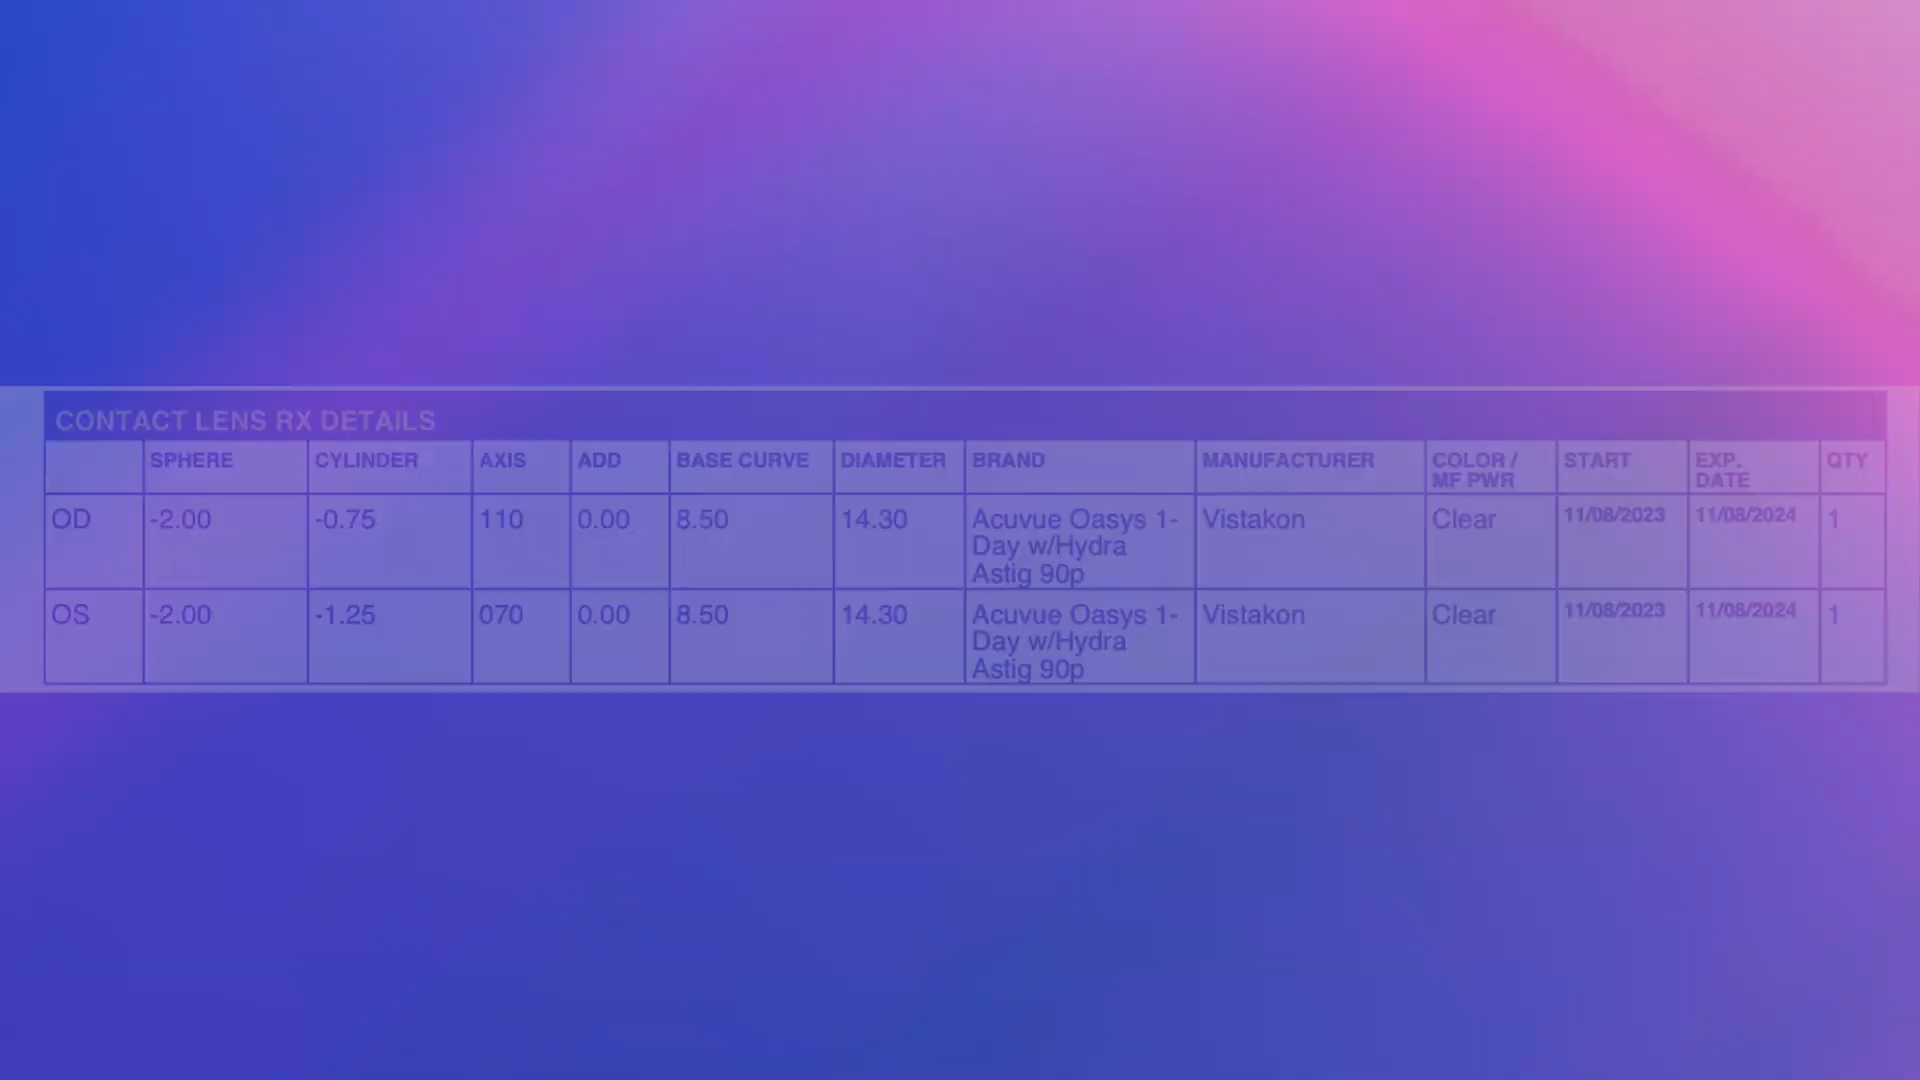 CONTACT LENS RX DETAILS
SPHERE CYLINDER AXIS ADD BASE CURVE DIAMETER BRAND MANUFACTURER COLOR / MF PWR START EXP. DATE QTY
OD -2.00 -0.75 110 0.00 8.50 14.30 Acuvue Oasys 1-Day w/Hydra Astig 90p Vistakon Clear 11/08/2023 11/08/2024 1
OS -2.00 -1.25 070 0.00 8.50 14.30 Acuvue Oasys 1-Day w/Hydra Astig 90p Vistakon Clear 11/08/2023 11/08/2024 1